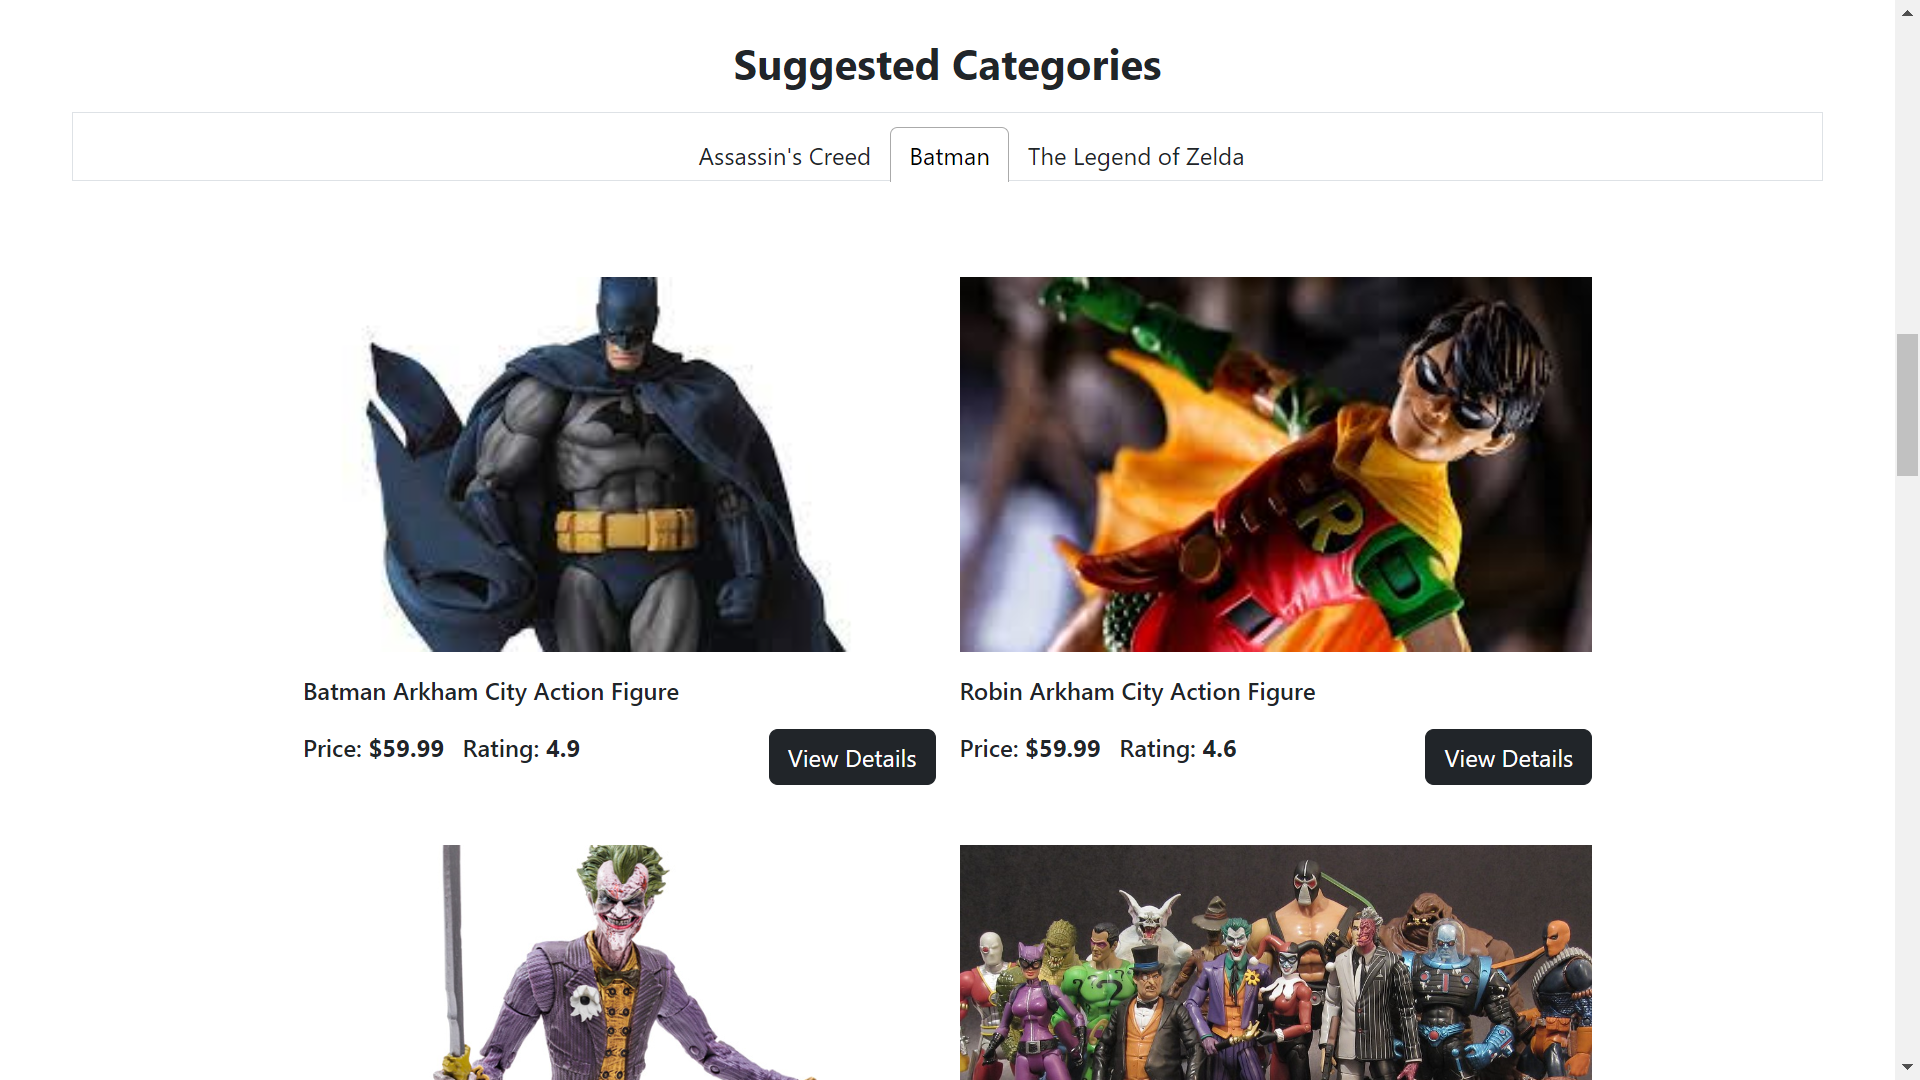 Suggested Categories
Assassin's Creed Batman The Legend of Zelda
R
Batman Arkham City Action Figure
Price: $59.99 Rating: 4.9 View Details
Robin Arkham City Action Figure
Price: $59.99 Rating: 4.6 View Details